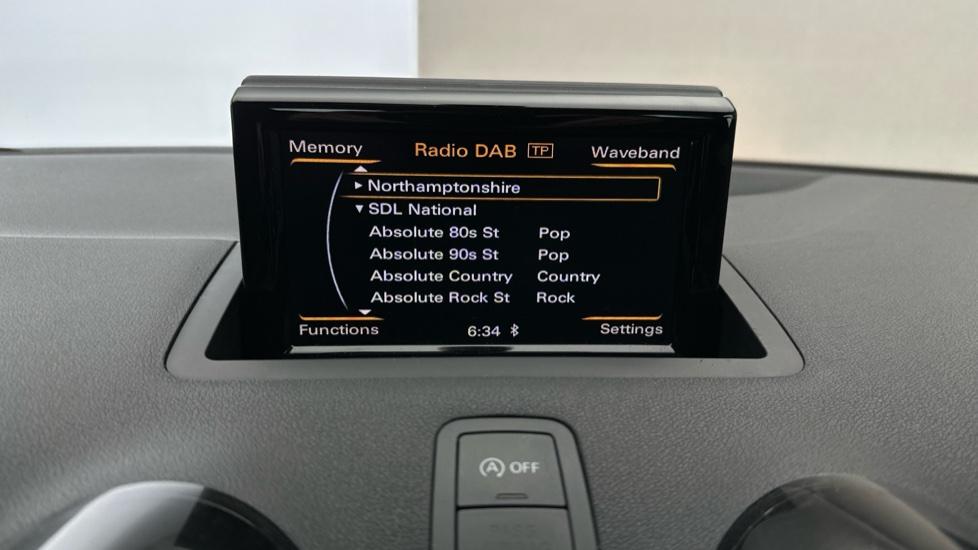 Memory Radio DAB TP Waveband
Northamptonshire
SDL National
Absolute 80s St Pop
Absolute 90s St Pop
Absolute Country Country
Absolute Rock St Rock
Functions 6:34 Settings
A OFF